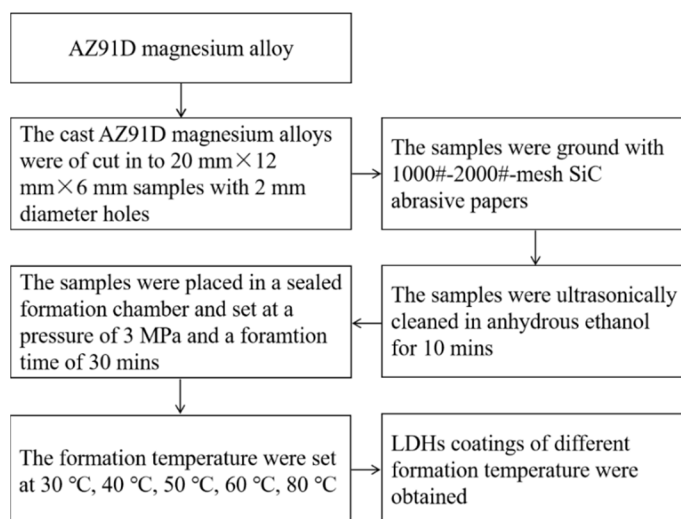 AZ91D magnesium alloy
The cast AZ91D magnesium alloys
were of cut in to 20 mm×12
mm×6 mm samples with 2 mm
diameter holes
The samples were ground with
1000#-2000#-mesh SiC
abrasive papers
The samples were ultrasonically
cleaned in anhydrous ethanol
for 10 mins
The samples were placed in a sealed
formation chamber and set at a
pressure of 3 MPa and a foramtion
time of 30 mins
The formation temperature were set
at 30 ℃, 40 ℃, 50 ℃, 60 ℃, 80 ℃
LDHs coatings of different
formation temperature were
obtained